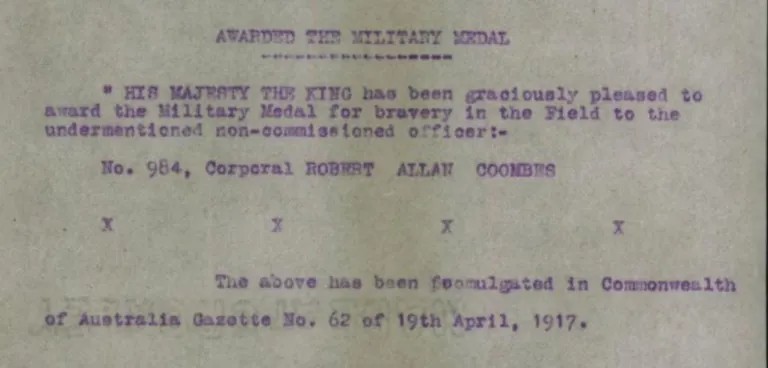 AWARDED THE MILITARY MEDAL
" HIS MAJESTY THE KING has been graciously pleased to
award the Military Medal for bravery in the Field to the
undermentioned non-commissioned officer:-
No. 984, Corporal ROBERT ALLAN COOMBES
X X X X
The above has been promulgated in Commonwealth
of Australia Gazette No. 62 of 19th April, 1917.